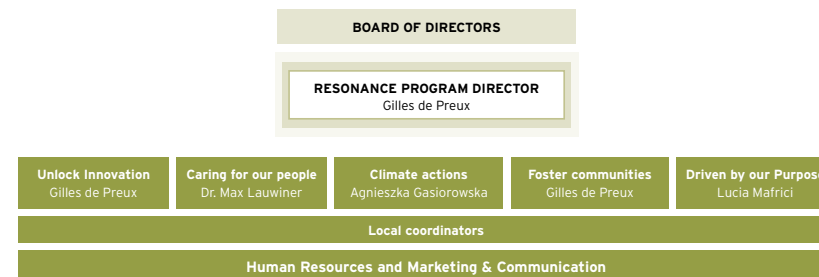 BOARD OF DIRECTORS
RESONANCE PROGRAM DIRECTOR
Gilles de Preux
Unlock Innovation
Gilles de Preux
Caring for our people
Dr. Max Lauwiner
Climate actions
Agnieszka Gasiorowska
Foster communities
Gilles de Preux
Driven by our Purpose
Lucia Mafrici
Local coordinators
Human Resources and Marketing & Communication